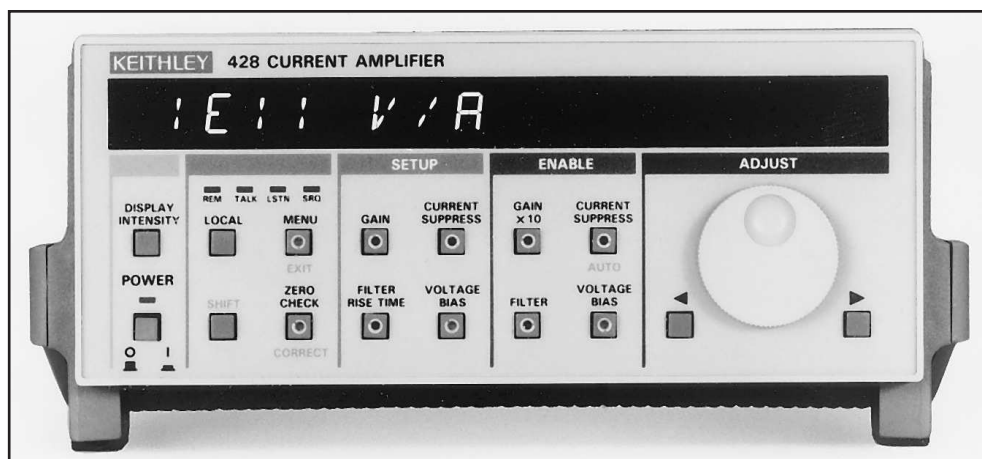 KEITHLEY 428 CURRENT AMPLIFIER
1E11 V/A
SETUP ENABLE ADJUST
REM TALK LSTN SRQ
DISPLAY INTENSITY
LOCAL
MENU
EXIT
GAIN
CURRENT SUPPRESS
GAIN x 10
CURRENT SUPPRESS
AUTO
POWER
O I
SHIFT
ZERO CHECK
CORRECT
FILTER RISE TIME
VOLTAGE BIAS
FILTER
VOLTAGE BIAS